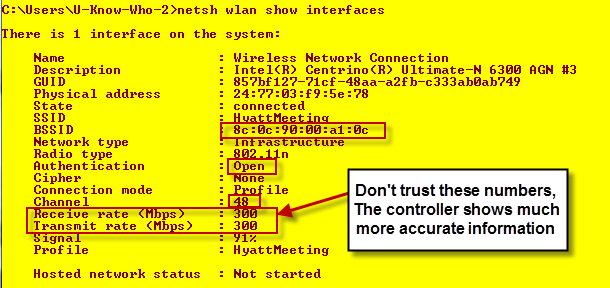 C:\Users\U-Know-Who-2>netsh wlan show interfaces
There is 1 interface on the system:
Name : Wireless Network Connection
Description : Intel(R) Centrino(R) Ultimate-N 6300 AGN #3
GUID : 857bf127-71cf-48aa-a2fb-c333ab0ab749
Physical address : 24:77:03:f9:5e:78
State : connected
SSID : HyattMeeting
BSSID : 8c:0c:90:00:a1:0c
Network type : Infrastructure
Radio type : 802.11n
Authentication : Open
Cipher : None
Connection mode : Profile
Channel : 48
Receive rate (Mbps) : 300
Transmit rate (Mbps) : 300
Signal : 91%
Profile : HyattMeeting
Hosted network status : Not started
Don't trust these numbers,
The controller shows much
more accurate information